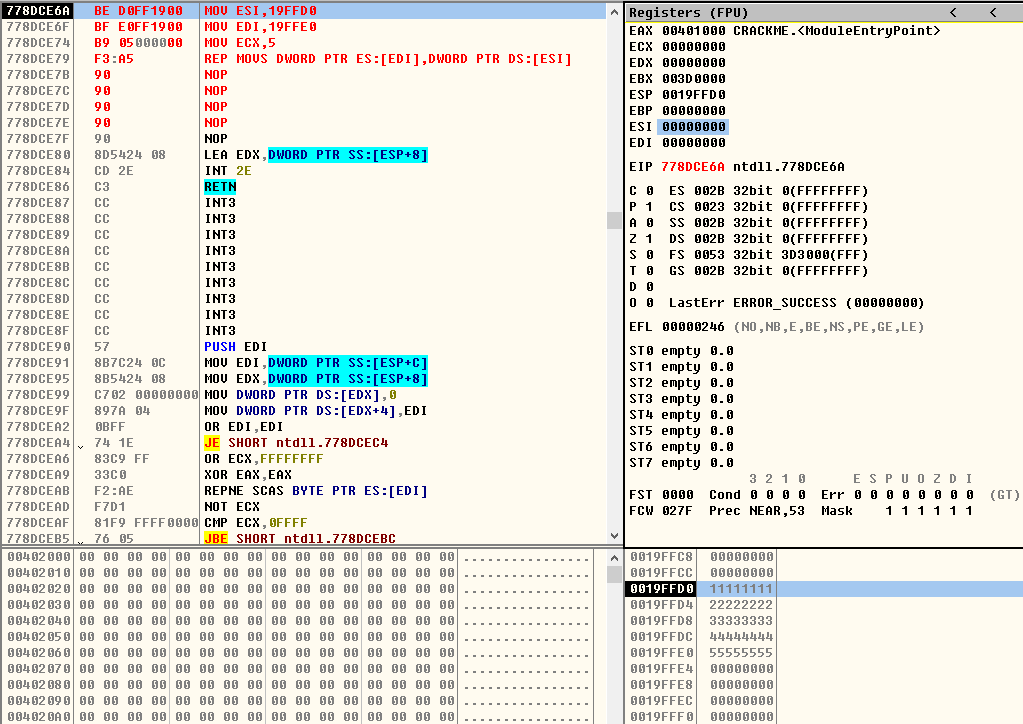 778DCE6A BE D0FF1900 MOV ESI,19FFD0
778DCE6F BF E0FF1900 MOV EDI,19FFE0
778DCE74 B9 05000000 MOV ECX,5
778DCE79 F3:A5 REP MOVS DWORD PTR ES:[EDI],DWORD PTR DS:[ESI]
778DCE7B 90 NOP
778DCE7C 90 NOP
778DCE7D 90 NOP
778DCE7E 90 NOP
778DCE7F 90 NOP
778DCE80 8D5424 08 LEA EDX,DWORD PTR SS:[ESP+8]
778DCE84 CD 2E INT 2E
778DCE86 C3 RETN
778DCE87 CC INT3
778DCE88 CC INT3
778DCE89 CC INT3
778DCE8A CC INT3
778DCE8B CC INT3
778DCE8C CC INT3
778DCE8D CC INT3
778DCE8E CC INT3
778DCE8F CC INT3
778DCE90 57 PUSH EDI
778DCE91 8B7C24 0C MOV EDI,DWORD PTR SS:[ESP+C]
778DCE95 8B5424 08 MOV EDX,DWORD PTR SS:[ESP+8]
778DCE99 C702 00000000 MOV DWORD PTR DS:[EDX],0
778DCE9F 897A 04 MOV DWORD PTR DS:[EDX+4],EDI
778DCEA2 0BFF OR EDI,EDI
778DCEA4 74 1E JE SHORT ntdll.778DCEC4
778DCEA6 83C9 FF OR ECX,FFFFFFFF
778DCEA9 33C0 XOR EAX,EAX
778DCEAB F2:AE REPNE SCAS BYTE PTR ES:[EDI]
778DCEAD F7D1 NOT ECX
778DCEAF 81F9 FFFF0000 CMP ECX,0FFFF
778DCEB5 76 05 JBE SHORT ntdll.778DCEBC
Registers (FPU) < <
EAX 00401000 CRACKME.<ModuleEntryPoint>
ECX 00000000
EDX 00000000
EBX 003D0000
ESP 0019FFD0
EBP 00000000
ESI 00000000
EDI 00000000
EIP 778DCE6A ntdll.778DCE6A
C 0 ES 002B 32bit 0(FFFFFFFF)
P 1 CS 0023 32bit 0(FFFFFFFF)
A 0 SS 002B 32bit 0(FFFFFFFF)
Z 1 DS 002B 32bit 0(FFFFFFFF)
S 0 FS 0053 32bit 3D3000(FFF)
T 0 GS 002B 32bit 0(FFFFFFFF)
D 0
O 0 LastErr ERROR_SUCCESS (00000000)
EFL 00000246 (NO,NB,E,BE,NS,PE,GE,LE)
ST0 empty 0.0
ST1 empty 0.0
ST2 empty 0.0
ST3 empty 0.0
ST4 empty 0.0
ST5 empty 0.0
ST6 empty 0.0
ST7 empty 0.0
3 2 1 0 E S P U O Z D I
FST 0000 Cond 0 0 0 0 Err 0 0 0 0 0 0 0 0 (GT)
FCW 027F Prec NEAR,53 Mask 1 1 1 1 1 1
00402000 00 00 00 00 00 00 00 00 00 00 00 00 00 00 00 00 ................
00402010 00 00 00 00 00 00 00 00 00 00 00 00 00 00 00 00 ................
00402020 00 00 00 00 00 00 00 00 00 00 00 00 00 00 00 00 ................
00402030 00 00 00 00 00 00 00 00 00 00 00 00 00 00 00 00 ................
00402040 00 00 00 00 00 00 00 00 00 00 00 00 00 00 00 00 ................
00402050 00 00 00 00 00 00 00 00 00 00 00 00 00 00 00 00 ................
00402060 00 00 00 00 00 00 00 00 00 00 00 00 00 00 00 00 ................
00402070 00 00 00 00 00 00 00 00 00 00 00 00 00 00 00 00 ................
00402080 00 00 00 00 00 00 00 00 00 00 00 00 00 00 00 00 ................
00402090 00 00 00 00 00 00 00 00 00 00 00 00 00 00 00 00 ................
004020A0 00 00 00 00 00 00 00 00 00 00 00 00 00 00 00 00 ................
0019FFC8 00000000
0019FFCC 00000000
0019FFD0 11111111
0019FFD4 22222222
0019FFD8 33333333
0019FFDC 44444444
0019FFE0 55555555
0019FFE4 00000000
0019FFE8 00000000
0019FFEC 00000000
0019FFF0 00000000